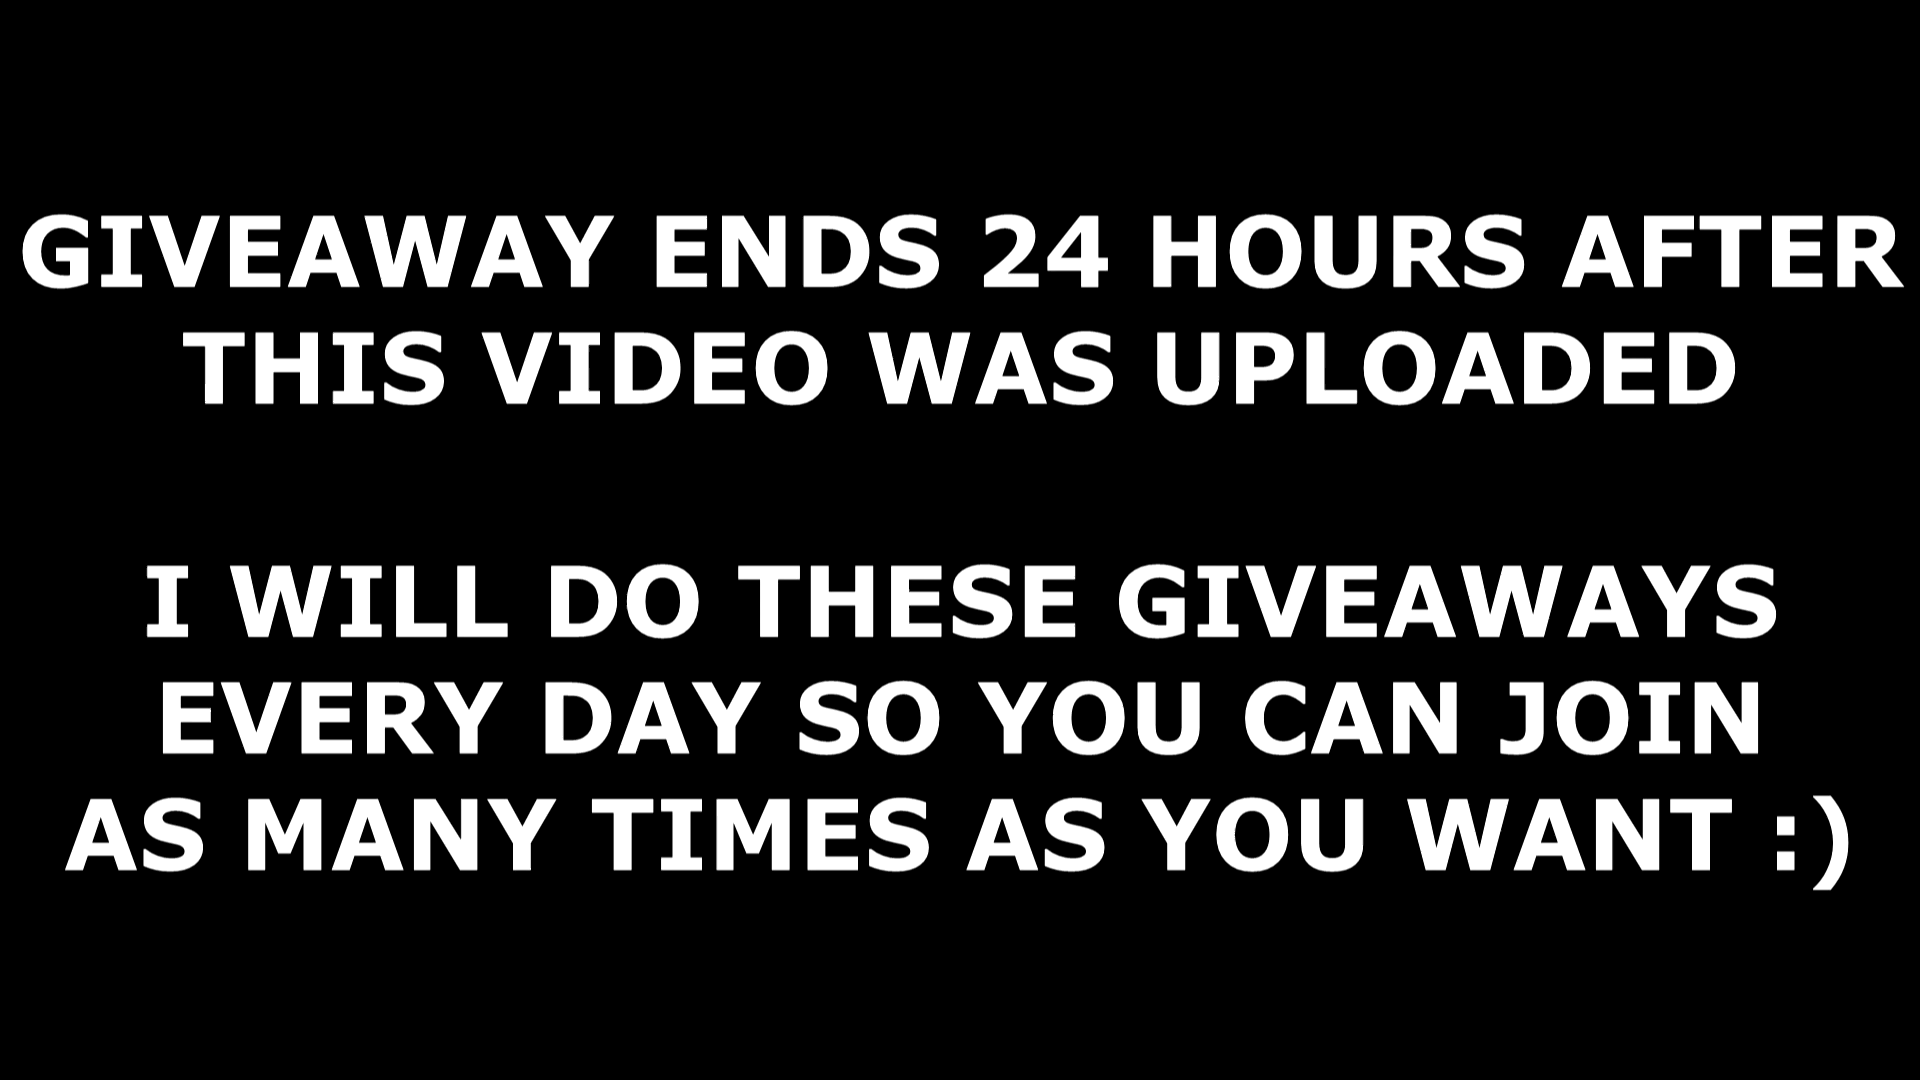 GIVEAWAY ENDS 24 HOURS AFTER
THIS VIDEO WAS UPLOADED
I WILL DO THESE GIVEAWAYS
EVERY DAY SO YOU CAN JOIN
AS MANY TIMES AS YOU WANT :)